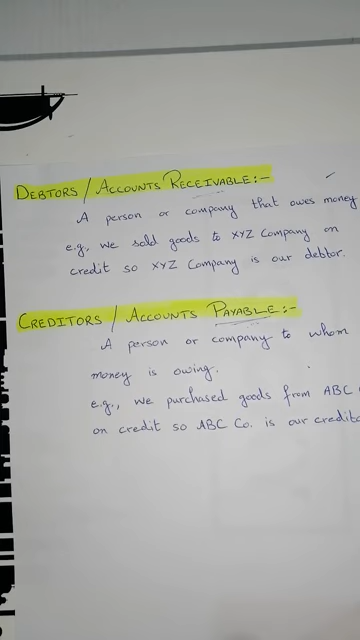 DEBTORS / ACCOUNTS RECEIVABLE:-
A person or company that owes money
e.g., we sold goods to XYZ Company on
credit so XYZ Company is our debtor.
CREDITORS / ACCOUNTS PAYABLE:-
A person or company to whom
money is owing.
e.g., we purchased goods from ABC
on credit so ABC Co. is our credito